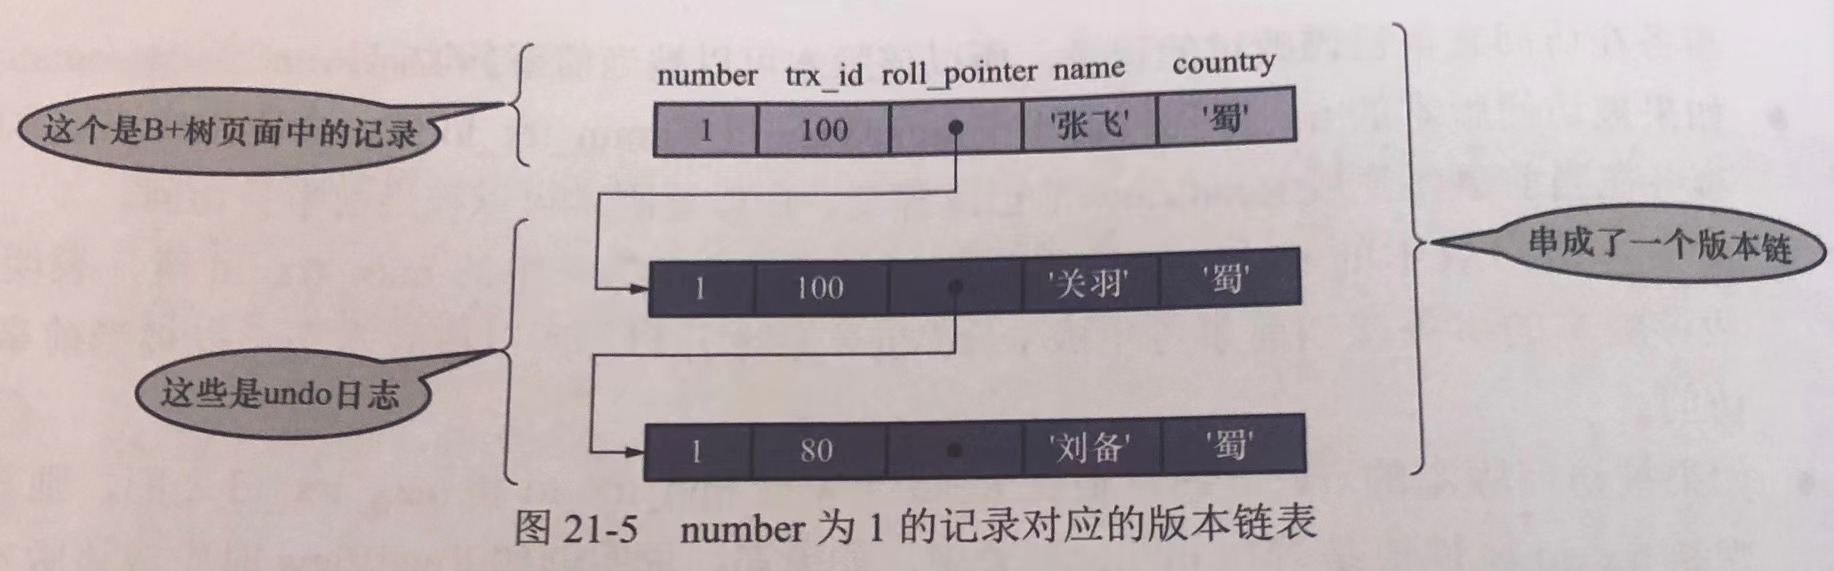 number trx_id roll_pointer name country
这个是B+树页面中的记录
1 100 '张飞' '蜀'
串成了一个版本链
1 100 '关羽' '蜀'
这些是undo日志
1 80 '刘备' '蜀'
图 21-5 number 为 1 的记录对应的版本链表